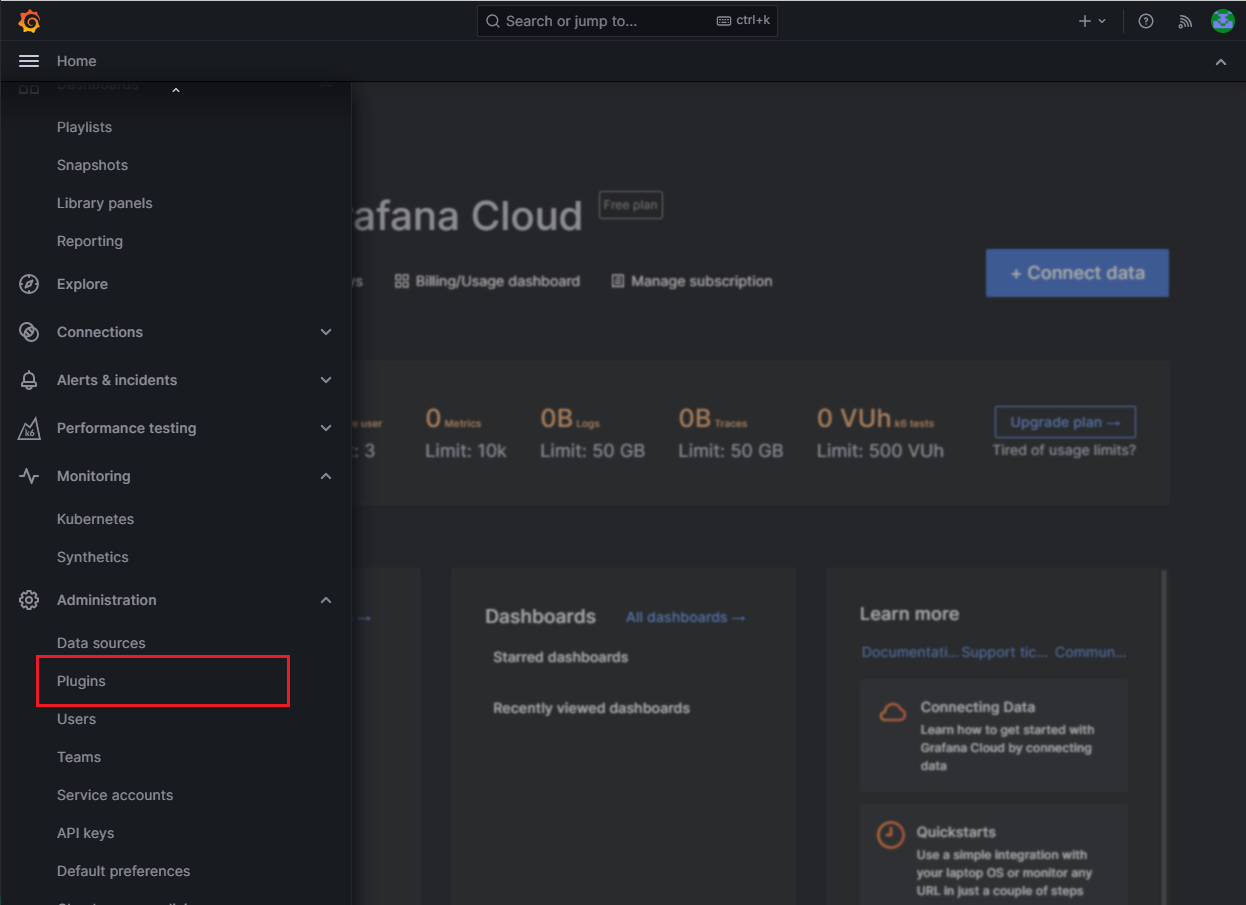 Search or jump to...
ctrl+k
Home
Dashboards
Playlists
Snapshots
Library panels
Reporting
Explore
Connections
Alerts & incidents
Performance testing
k6
Monitoring
Kubernetes
Synthetics
Administration
Data sources
Plugins
Users
Teams
Service accounts
API keys
Default preferences
afana Cloud
Free plan
Billing/Usage dashboard
Manage subscription
+ Connect data
e user
: 3
0 Metrics
Limit: 10k
0B Logs
Limit: 50 GB
0B Traces
Limit: 50 GB
0 VUh k6 tests
Limit: 500 VUh
Upgrade plan →
Tired of usage limits?
→
Dashboards
All dashboards →
Starred dashboards
Recently viewed dashboards
Learn more
Documentati... Support tic... Commun...
Connecting Data
Learn how to get started with
Grafana Cloud by connecting
data
Quickstarts
Use a simple integration with
your laptop OS or monitor any
URL in just a couple of steps